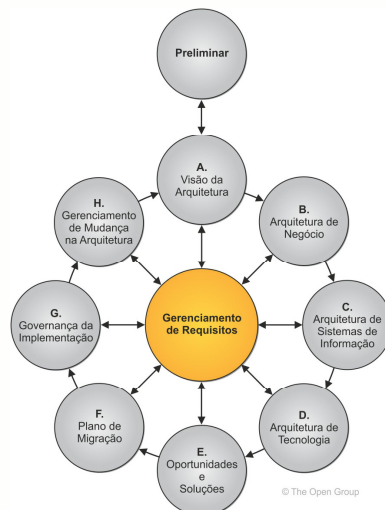 Preliminar
A.
Visão da
Arquitetura
B.
Arquitetura
de Negócio
C.
Arquitetura de
Sistemas de
Informação
D.
Arquitetura
de Tecnologia
E.
Oportunidades
e
Soluções
F.
Plano de
Migração
G.
Governança da
Implementação
H.
Gerenciamento
de Mudança
na Arquitetura
Gerenciamento
de Requisitos
© The Open Group